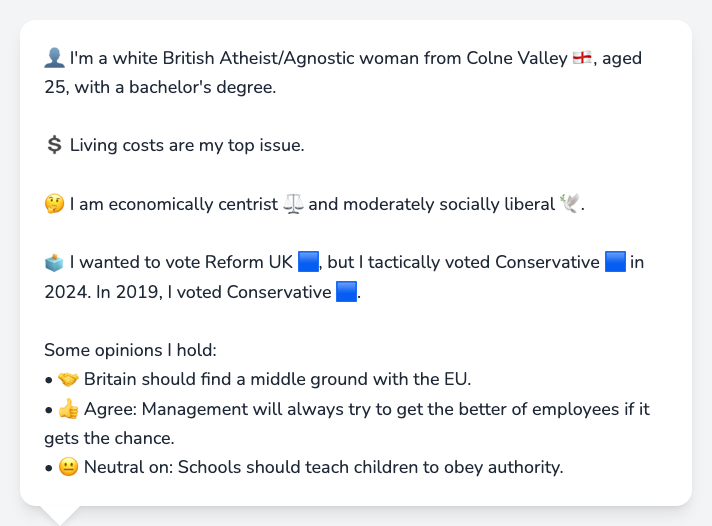 👤 I'm a white British Atheist/Agnostic woman from Colne Valley 🏴󠁧󠁢󠁥󠁮󠁧󠁿, aged
25, with a bachelor's degree.
💲 Living costs are my top issue.
🤔 I am economically centrist ⚖️ and moderately socially liberal 🕊️.
🗳️ I wanted to vote Reform UK 🟦, but I tactically voted Conservative 🟦 in
2024. In 2019, I voted Conservative 🟦.
Some opinions I hold:
• 🤝 Britain should find a middle ground with the EU.
• 👍 Agree: Management will always try to get the better of employees if it
gets the chance.
• 😐 Neutral on: Schools should teach children to obey authority.